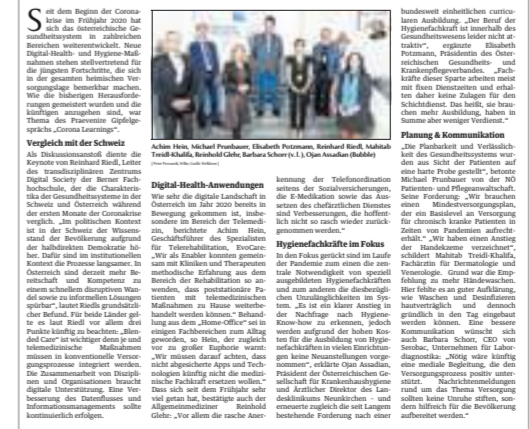 Seit dem Beginn der Corona-
krise im Frühjahr 2020 hat
sich das österreichische Ge-
sundheitssystem in zahlreichen
Bereichen weiterentwickelt. Neue
Digital-Health- und Hygiene-Maß-
nahmen stehen stellvertretend für
die jüngsten Fortschritte, die sich
in der gesamten heimischen Ver-
sorgungslage bemerkbar machen.
Wie die bisherigen Herausforde-
rungen gemeistert wurden und die
künftigen anzugehen sind, war
Thema des Praevenire Gipfelge-
sprächs „Corona Learnings“.
Vergleich mit der Schweiz
Als Diskussionsanstoß diente die
Keynote von Reinhard Riedl, Leiter
des transdisziplinären Zentrums
Digital Society der Berner Fach-
hochschule, der die Charakteris-
tika der Gesundheitssysteme in der
Schweiz und Österreich während
der ersten Monate der Coronakrise
verglich. „Im politischen Kontext
ist in der Schweiz der Wissens-
stand der Bevölkerung aufgrund
der halbdirekten Demokratie hö-
her. Dafür sind im institutionellen
Kontext die Prozesse langsamer. In
Österreich sind derzeit mehr Be-
reitschaft und Kompetenz zu
einem schnellen disruptiven Wan-
del sowie zu informellen Lösungen
spürbar“, lautet Riedls grundsätzli-
cher Befund. Für beide Länder gel-
te es laut Riedl vor allem drei
Punkte künftig zu beachten: „Blen-
ded Care“ ist wichtiger denn je und
telemedizinische Maßnahmen
müssen in konventionelle Versor-
gungsprozesse integriert werden.
Die Zusammenarbeit von Diszipli-
nen und Organisationen braucht
digitale Unterstützung. Eine Ver-
besserung des Datenflusses und
Informationsmanagements sollte
kontinuierlich erfolgen.
Achim Hein, Michael Prunbauer, Elisabeth Potzmann, Reinhard Riedl, Mahitab
Treidl-Khalifa, Reinhold Glehr, Barbara Schorr (v. l.), Ojan Assadian (Bubble)
Digital-Health-Anwendungen
Wie sehr die digitale Landschaft in
Österreich im Jahr 2020 bereits in
Bewegung gekommen ist, insbe-
sondere im Bereich der Telemedi-
zin, berichtete Achim Hein,
Geschäftsführer des Spezialisten
für Telerehabilitation, EvoCare:
„Wir als Enabler konnten gemein-
sam mit Kliniken und Therapeuten
methodische Erfahrung aus dem
Bereich der Rehabilitation so an-
wenden, dass poststationäre Pa-
tienten mit telemedizinischen
Maßnahmen zu Hause weiterbe-
handelt werden können.“ Behand-
lung aus dem „Home-Office“ sei in
einigen Fachbereichen zum Alltag
geworden, so Hein, der zugleich
vor zu großer Euphorie warnt:
„Wir müssen darauf achten, dass
nicht abgesicherte Apps und Tech-
nologien künftig nicht die medizi-
nische Fachkraft ersetzen wollen.“
Dass sich seit dem Frühjahr sehr
viel getan hat, bestätigte auch der
Allgemeinmediziner Reinhold
Glehr: „Vor allem die rasche Aner-
kennung der Telefonordination
seitens der Sozialversicherungen,
die E-Medikation sowie das Aus-
setzen des chefärztlichen Dienstes
sind Verbesserungen, die hoffent-
lich nicht so rasch wieder zurück-
genommen werden.“
Hygienefachkräfte im Fokus
In den Fokus gerückt sind im Laufe
der Pandemie zum einen die zen-
trale Notwendigkeit von speziell
ausgebildeten Hygienefachkräften
und zum anderen die diesbezügli-
chen Unzulänglichkeiten im Sys-
tem. „Es ist ein klarer Anstieg in
der Nachfrage nach Hygiene-
Know-how zu erkennen, jedoch
werden aufgrund der hohen Kos-
ten für die Ausbildung von Hygie-
nefachkräften in vielen Einrichtun-
gen keine Neuanstellungen vorge-
nommen“, erklärte Ojan Assadian,
Präsident der Österreichischen Ge-
sellschaft für Krankenhaushygiene
und Ärztlicher Direktor des Lan-
desklinikums Neunkirchen – und
erneuerte zugleich die seit Langem
bestehende Forderung nach einer
bundesweit einheitlichen curricu-
laren Ausbildung. „Der Beruf der
Hygienefachkraft ist innerhalb des
Gesundheitswesens leider nicht at-
traktiv“, ergänzte Elisabeth
Potzmann, Präsidentin des Öster-
reichischen Gesundheits- und
Krankenpflegeverbandes. „Fach-
kräfte dieser Sparte arbeiten meist
mit fixen Dienstzeiten und erhal-
ten daher keine Zulagen für den
Schichtdienst. Das heißt, sie brau-
chen mehr Ausbildung, haben in
Summe aber weniger Verdienst.“
Planung & Kommunikation
„Die Planbarkeit und Verlässlich-
keit des Gesundheitssystems wur-
den aus Sicht der Patienten auf
eine harte Probe gestellt“, betonte
Michael Prunbauer von der NÖ
Patienten- und Pflegeanwaltschaft.
Seine Forderung: „Wir brauchen
einen Mindestversorgungsplan,
der ein Basislevel an Versorgung
für chronisch kranke Patienten in
Zeiten von Pandemien aufrecht-
erhält.“ „Wir haben einen Anstieg
der Handekzeme verzeichnet“,
schildert Mahitab Treidl-Khalifa,
Fachärztin für Dermatologie und
Venerologie. Grund war die Emp-
fehlung zu mehr Händewaschen.
Hier fehlte es an guter Aufklärung,
wie Waschen und Desinfizieren
hautverträglich und dennoch
gründlich in den Tag eingebaut
werden können. Eine bessere
Kommunikation wünscht sich
auch Barbara Schorr, CEO von
Serobac, Unternehmen für Labor-
diagnostika: „Nötig wäre künftig
eine mediale Begleitung, die den
Versorgungsprozess positiv unter-
stützt. Nachrichtenmeldungen
rund um das Thema Versorgung
sollten keine Unruhe stiften, son-
dern hilfreich für die Bevölkerung
aufbereitet werden.“